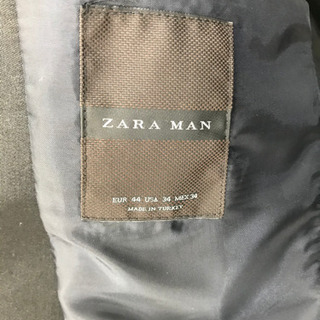 ZARA MAN
EUR 44 USA 34 MEX 34
MADE IN TURKEY